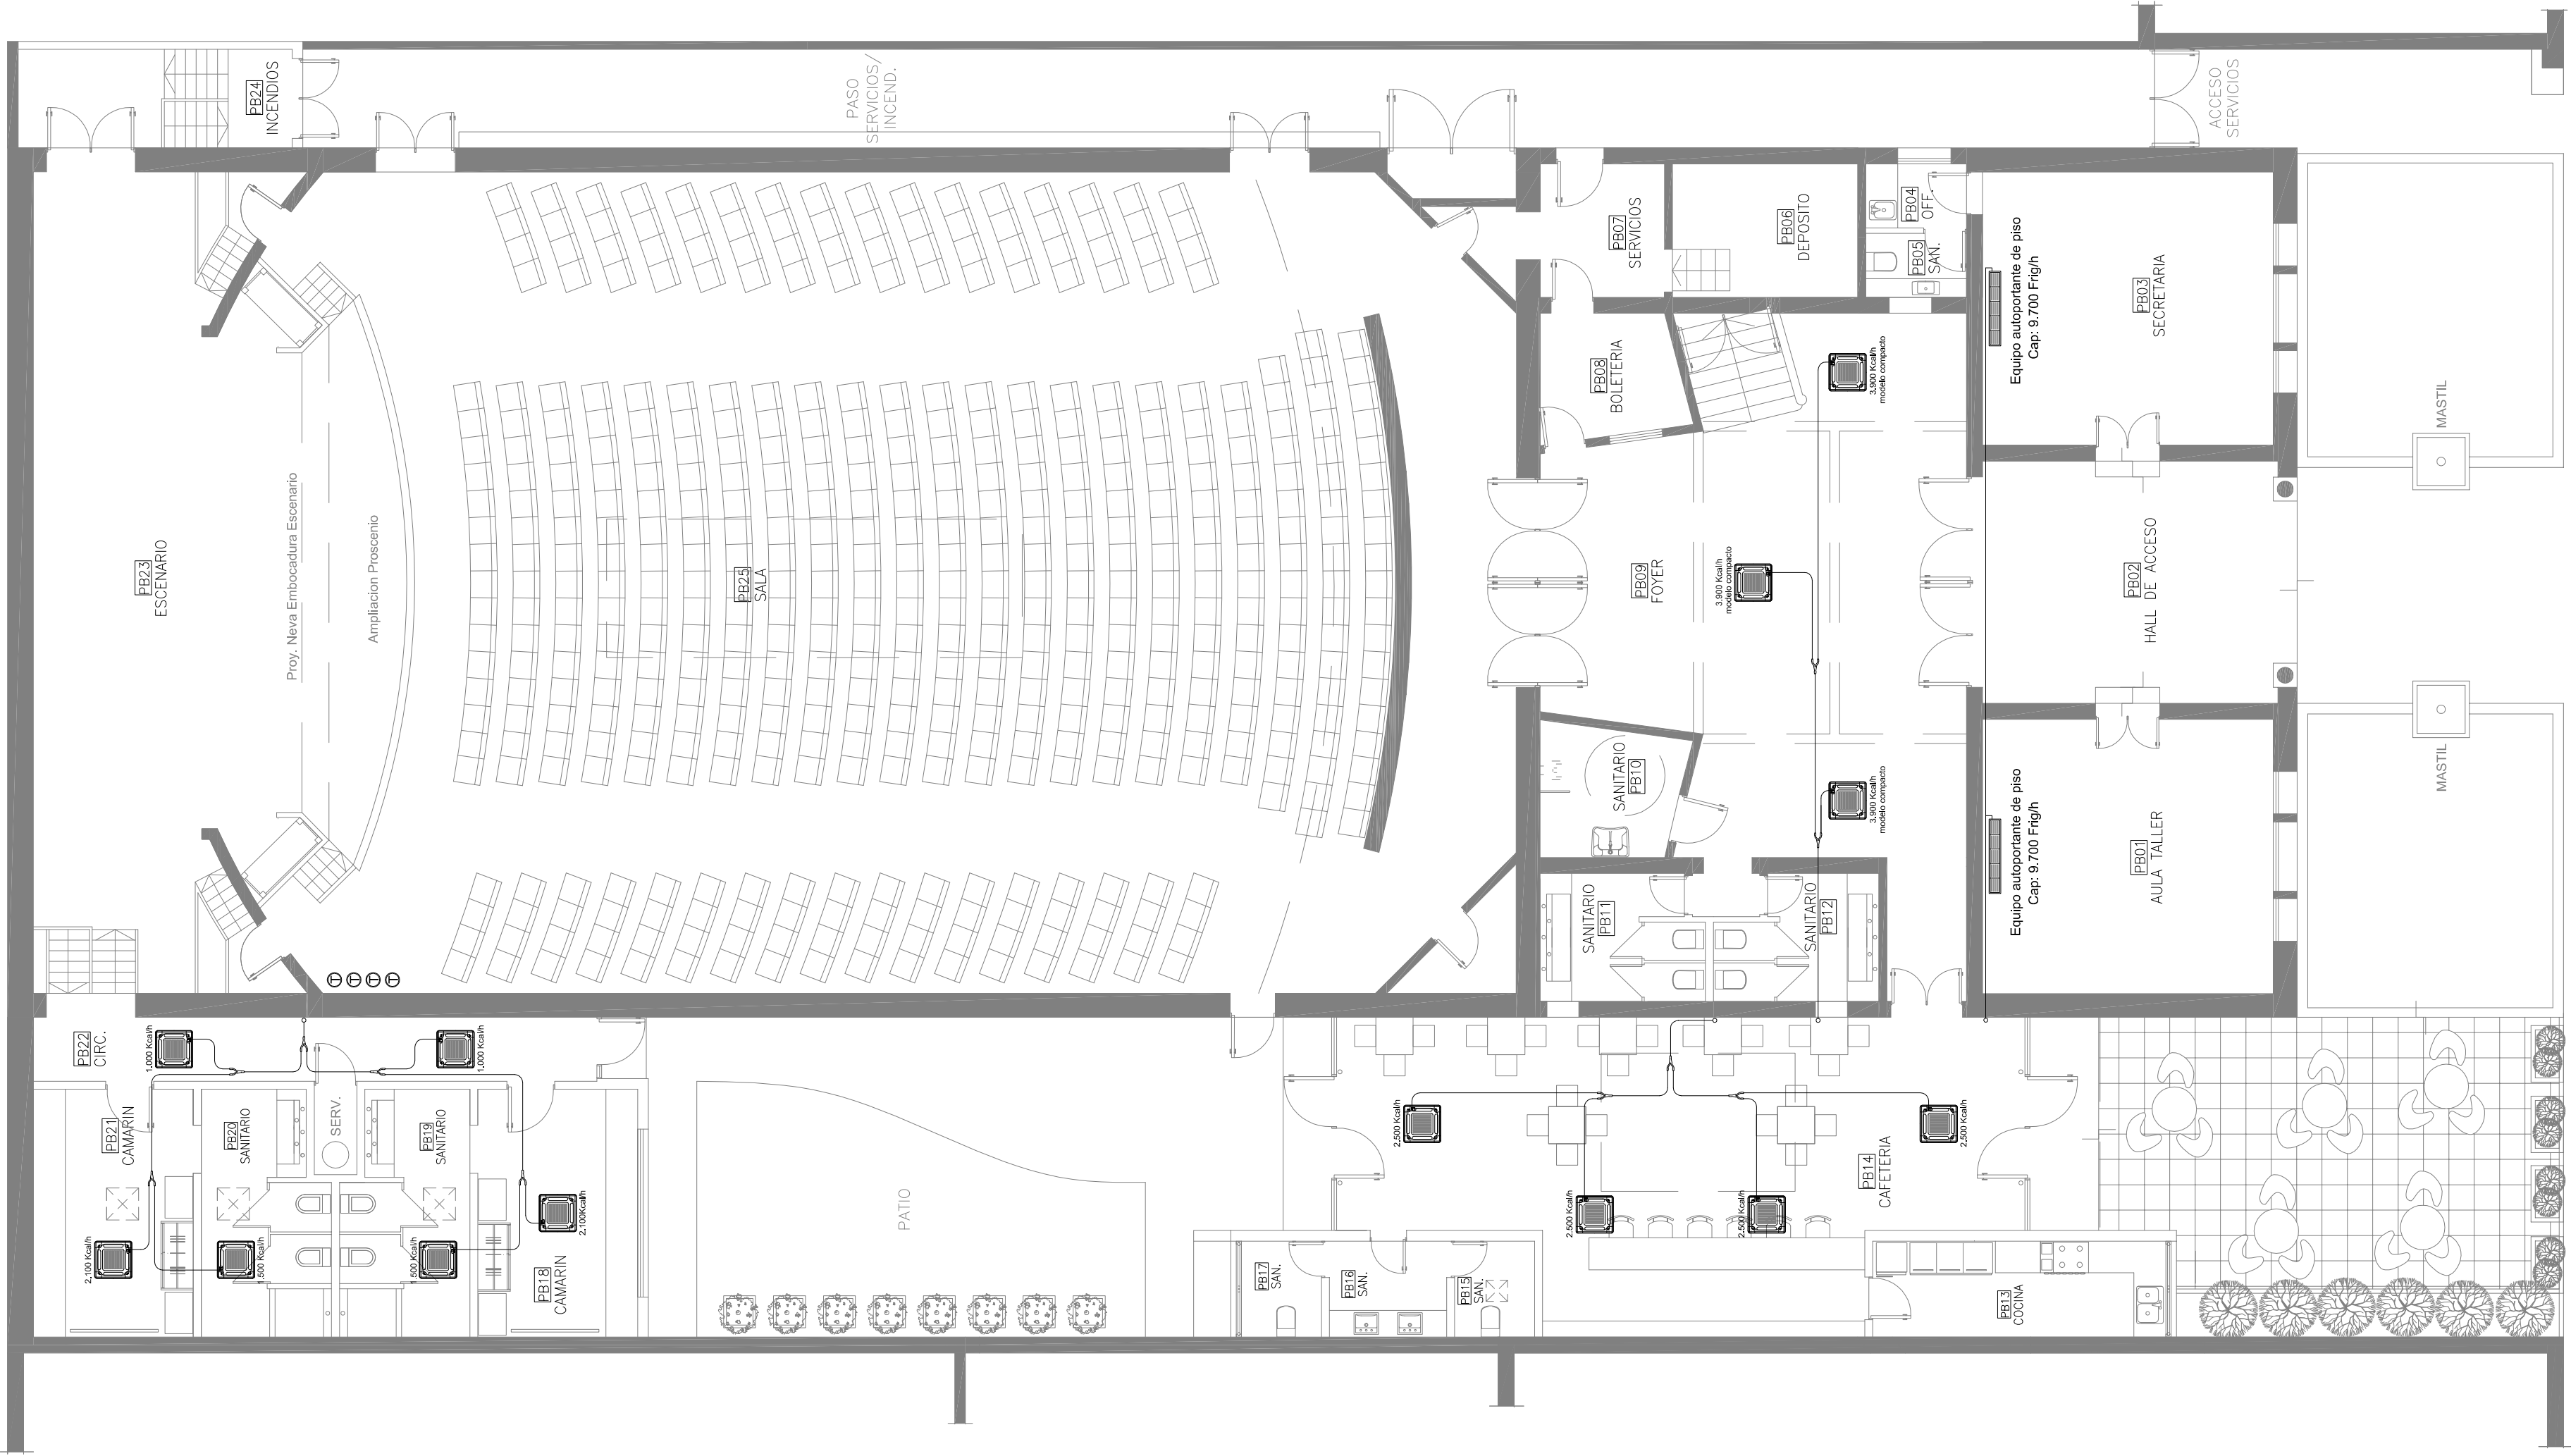 PB24
INCENDIOS
PASO
SERVICIOS/
INCEND.
ACCESO
SERVICIOS
PB23
ESCENARIO
Proy. Neva Embocadura Escenario
Ampliacion Proscenio
PB25
SALA
PB07
SERVICIOS
PB06
DEPOSITO
PB04
OFF.
PB05
SAN.
PB08
BOLETERIA
3.900 Kcal/h
modelo compacto
Equipo autoportante de piso
Cap: 9.700 Frig/h
PB03
SECRETARIA
MASTIL
PB09
FOYER
3.900 Kcal/h
modelo compacto
PB02
HALL DE ACCESO
SANITARIO
PB10
3.900 Kcal/h
modelo compacto
Equipo autoportante de piso
Cap: 9.700 Frig/h
PB01
AULA TALLER
MASTIL
SANITARIO
PB11
SANITARIO
PB12
T
T
T
T
PB22
CIRC.
1.000 Kcal/h
1.000 Kcal/h
PB21
CAMARIN
PB20
SANITARIO
SERV.
PB19
SANITARIO
2.100 Kcal/h
1.500 Kcal/h
1.500 Kcal/h
2.100Kcal/h
PB18
CAMARIN
PATIO
2.500 Kcal/h
2.500 Kcal/h
2.500 Kcal/h
2.500 Kcal/h
PB14
CAFETERIA
PB17
SAN.
PB16
SAN.
PB15
SAN.
PB13
COCINA